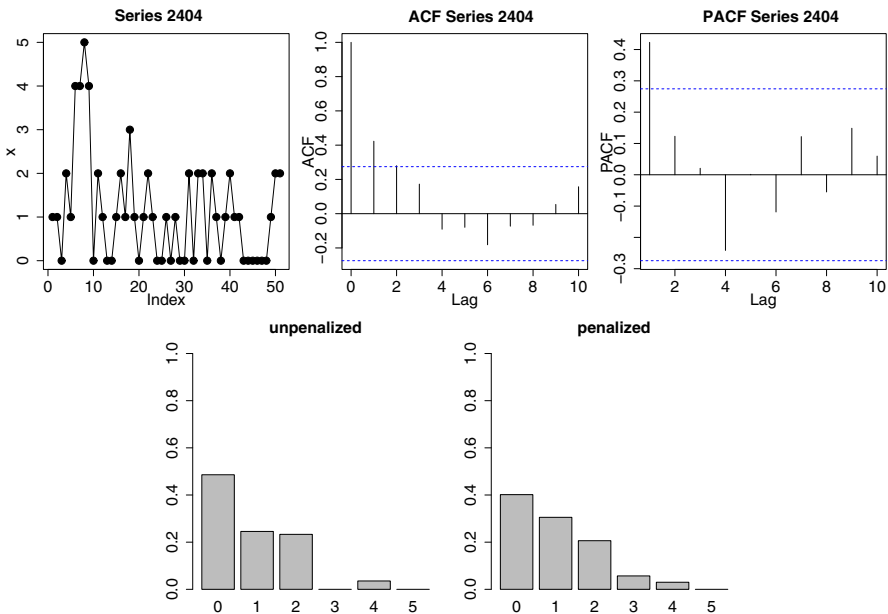 Series 2404
x
0 1 2 3 4 5
0 10 20 30 40 50
Index
ACF Series 2404
ACF
−0.2 0.0 0.2 0.4 0.6 0.8 1.0
0 2 4 6 8 10
Lag
PACF Series 2404
PACF
−0.3 −0.1 0.0 0.1 0.2 0.3 0.4
2 4 6 8 10
Lag
unpenalized
0.0 0.2 0.4 0.6 0.8 1.0
0 1 2 3 4 5
penalized
0.0 0.2 0.4 0.6 0.8 1.0
0 1 2 3 4 5